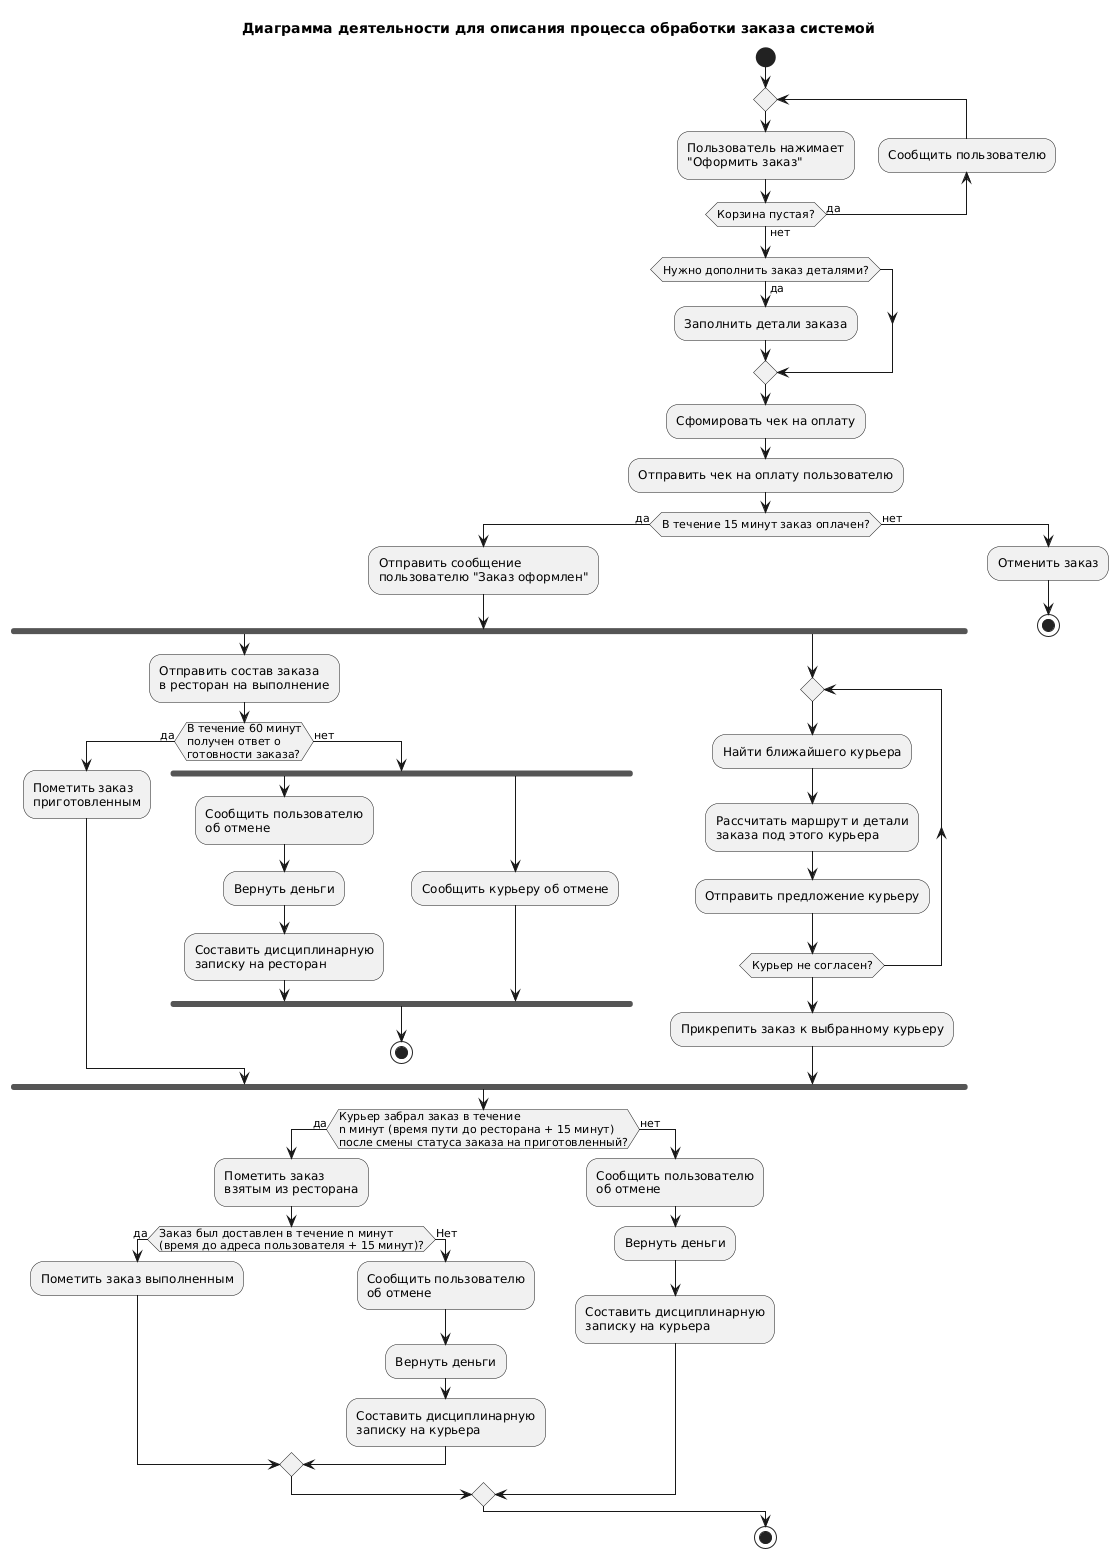 Диаграмма деятельности для описания процесса обработки заказа системой
Пользователь нажимает
"Оформить заказ"
Сообщить пользователю
Корзина пустая?
да
нет
Нужно дополнить заказ деталями?
да
Заполнить детали заказа
Сфомировать чек на оплату
Отправить чек на оплату пользователю
да
В течение 15 минут заказ оплачен?
нет
Отправить сообщение
пользователю "Заказ оформлен"
Отменить заказ
Отправить состав заказа
в ресторан на выполнение
да
В течение 60 минут
получен ответ о
готовности заказа?
нет
Пометить заказ
приготовленным
Сообщить пользователю
об отмене
Вернуть деньги
Составить дисциплинарную
записку на ресторан
Сообщить курьеру об отмене
Найти ближайшего курьера
Рассчитать маршрут и детали
заказа под этого курьера
Отправить предложение курьеру
Курьер не согласен?
Прикрепить заказ к выбранному курьеру
да
Курьер забрал заказ в течение
n минут (время пути до ресторана + 15 минут)
после смены статуса заказа на приготовленный?
нет
Пометить заказ
взятым из ресторана
да
Заказ был доставлен в течение n минут
(время до адреса пользователя + 15 минут)?
Нет
Пометить заказ выполненным
Сообщить пользователю
об отмене
Вернуть деньги
Составить дисциплинарную
записку на курьера
Сообщить пользователю
об отмене
Вернуть деньги
Составить дисциплинарную
записку на курьера